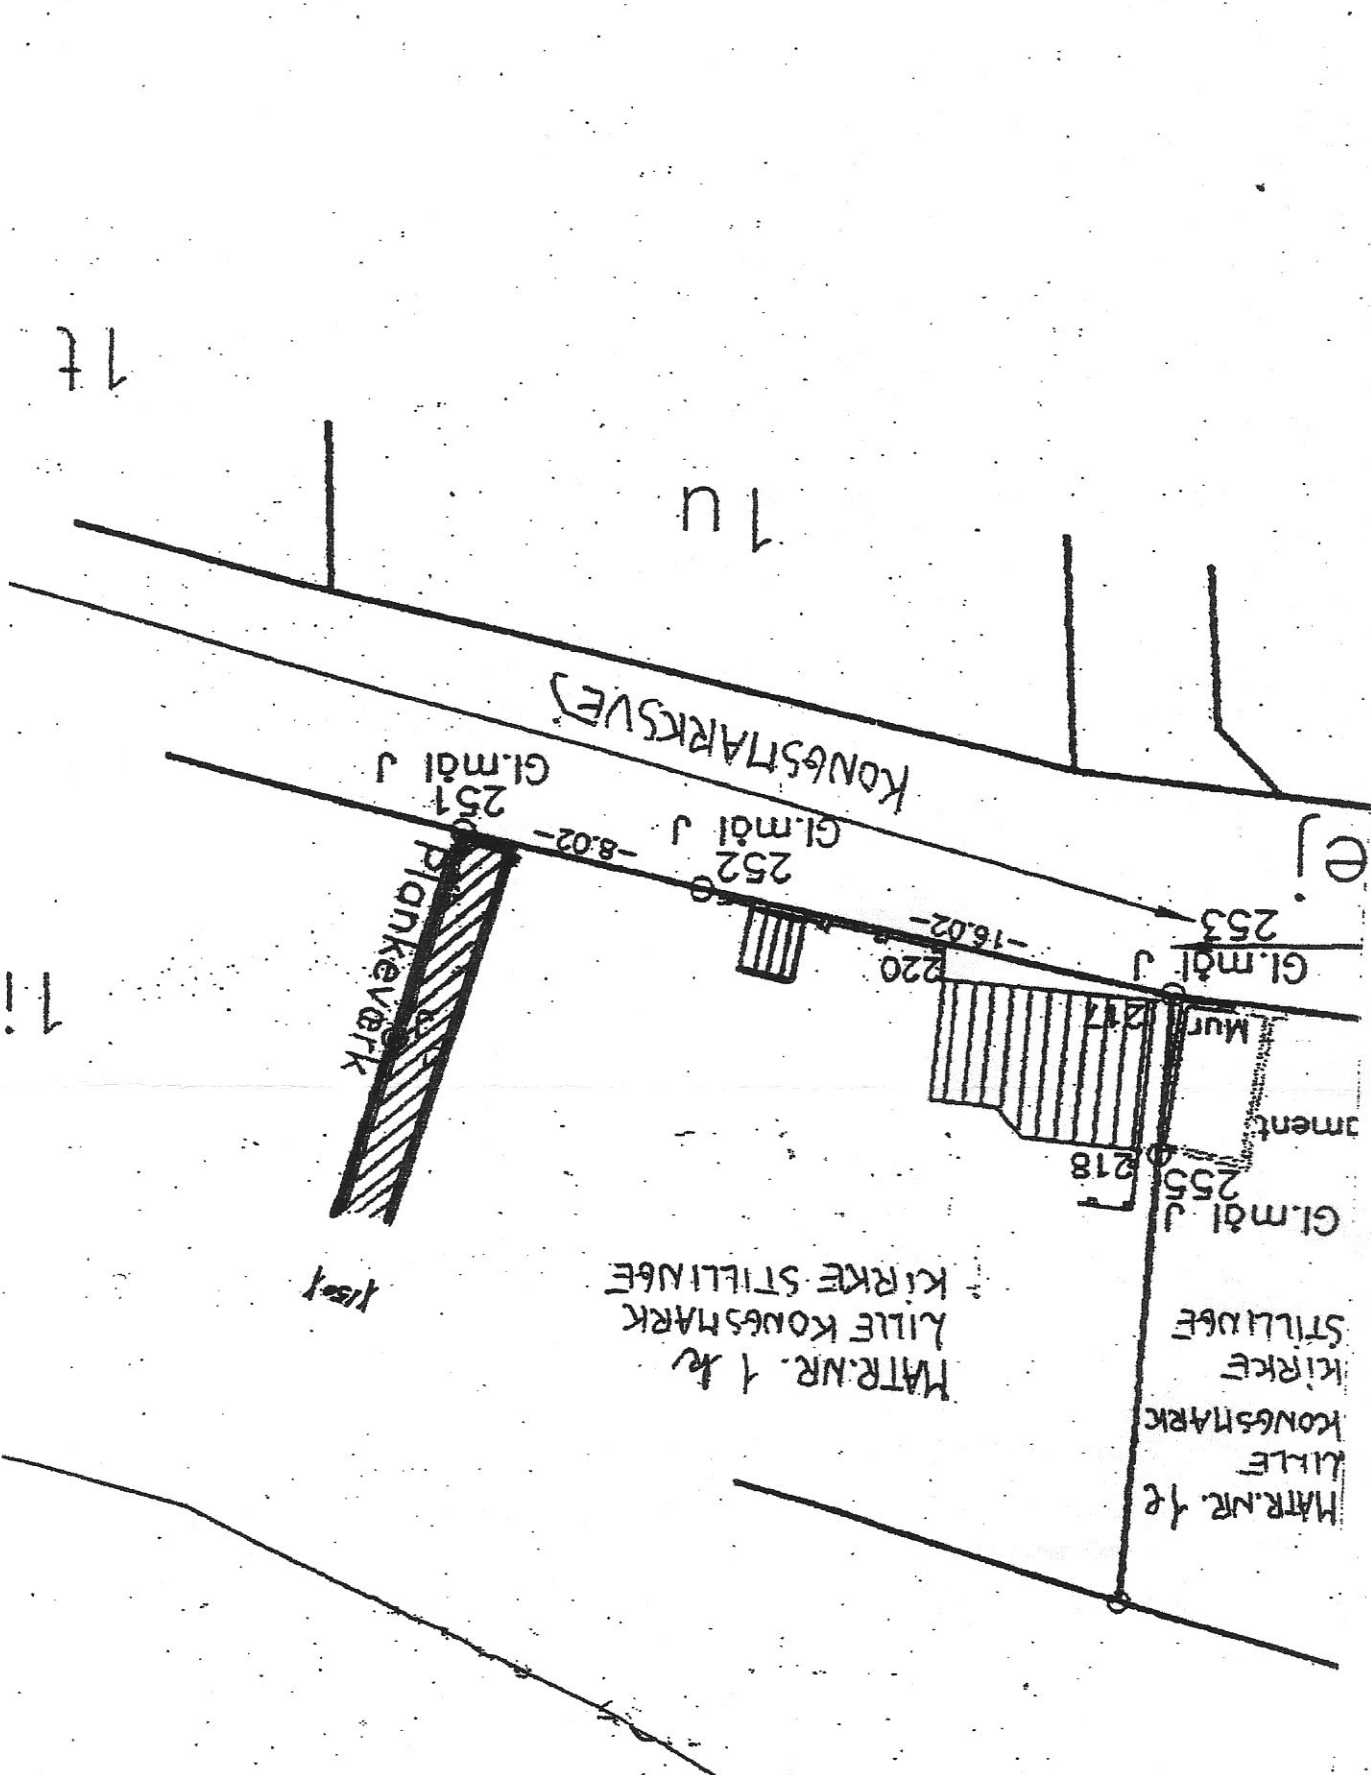 MATR.NR. 1e
LILLE
KONGSMARK
KIRKE
STILLINGE
MATR.NR. 1k
LILLE KONGSMARK
KIRKE STILLINGE
Gl.mål J
255
218
Mur
217
Gl.mål J
253
220
-16.02-
252
Gl.mål J
-8.02-
251
Gl.mål J
Plankeværk
KONGSMARKSVEJ
ej
1i
1u
1t